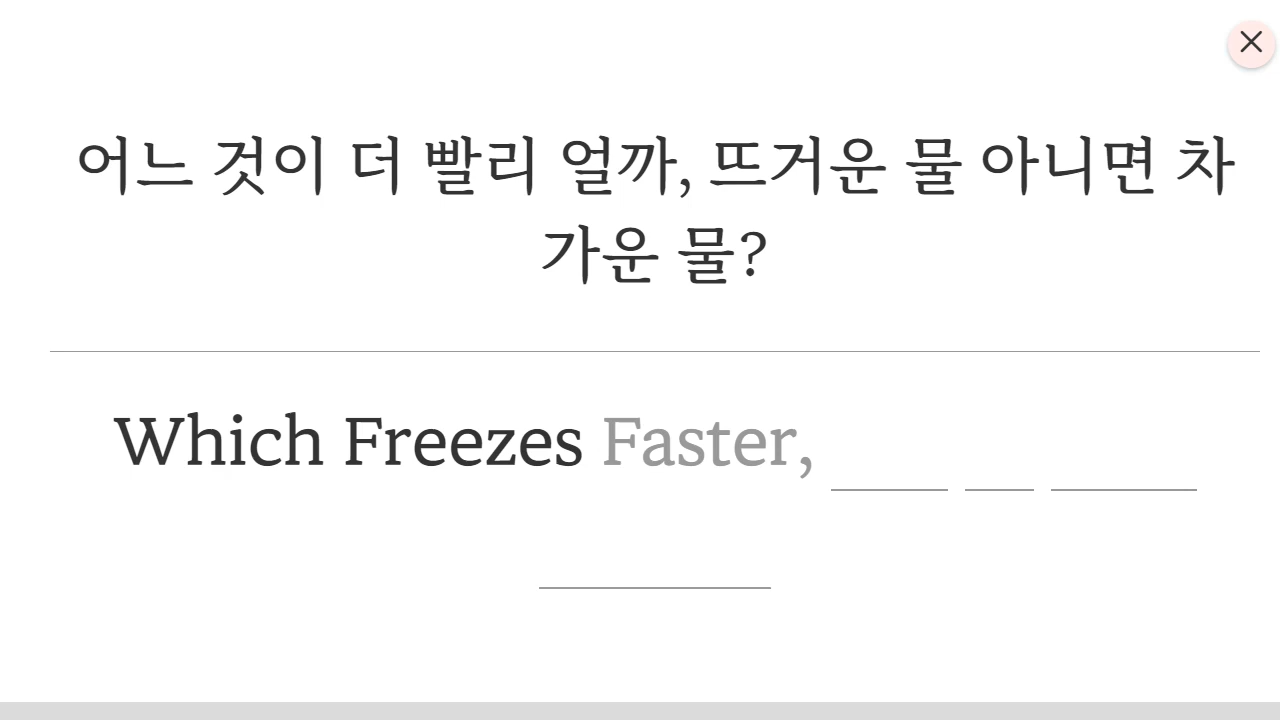 어느 것이 더 빨리 얼까, 뜨거운 물 아니면 차
가운 물?
Which Freezes Faster,